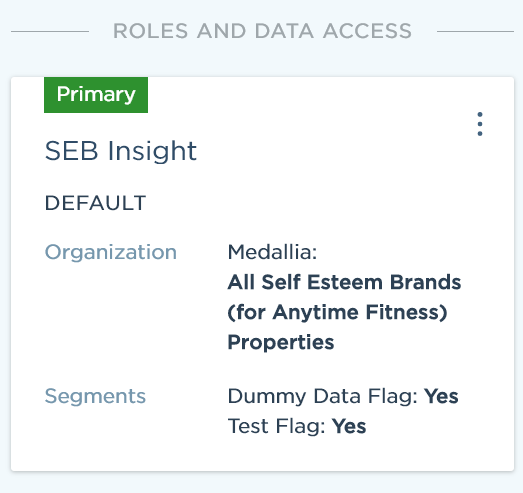 ROLES AND DATA ACCESS
Primary
SEB Insight
DEFAULT
Organization Medallia:
All Self Esteem Brands
(for Anytime Fitness)
Properties
Segments Dummy Data Flag: Yes
Test Flag: Yes